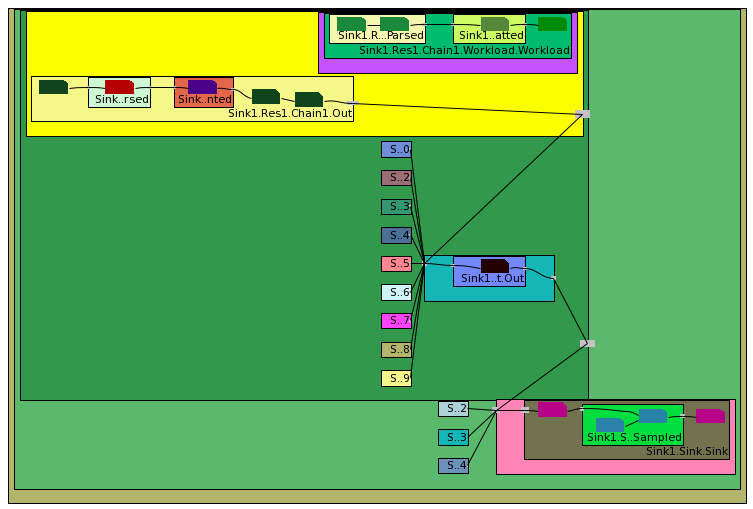 Sink1.R...Parsed
Sink1..atted
Sink1.Res1.Chain1.Workload.Workload
Sink..rsed
Sink..nted
Sink1.Res1.Chain1.Out
S..0
S..2
S..3
S..4
S..5
S..6
S..7
S..8
S..9
Sink1..t.Out
S..2
S..3
S..4
Sink1.S..Sampled
Sink1.Sink.Sink